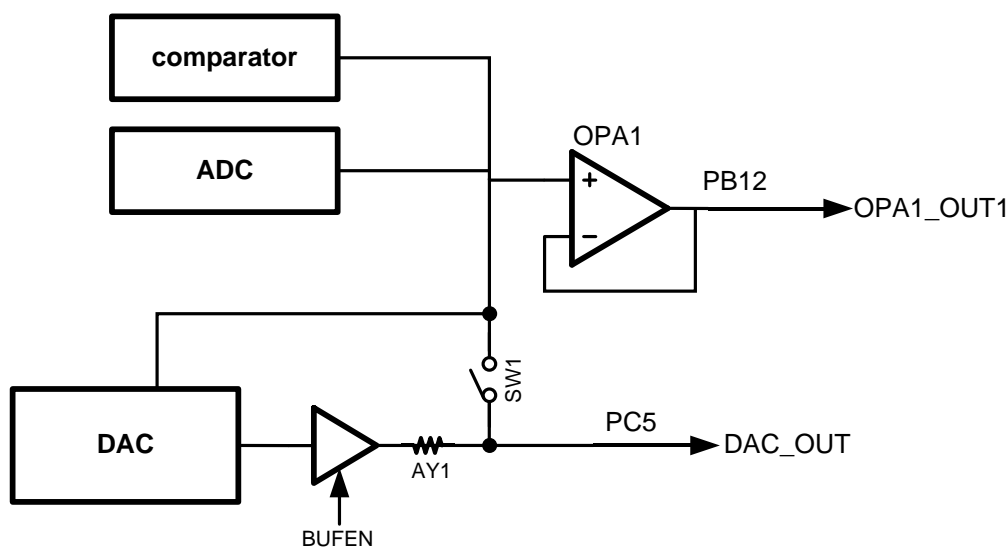 comparator
OPA1
ADC
PB12
OPA1_OUT1
SW1
PC5
DAC
DAC_OUT
AY1
BUFEN